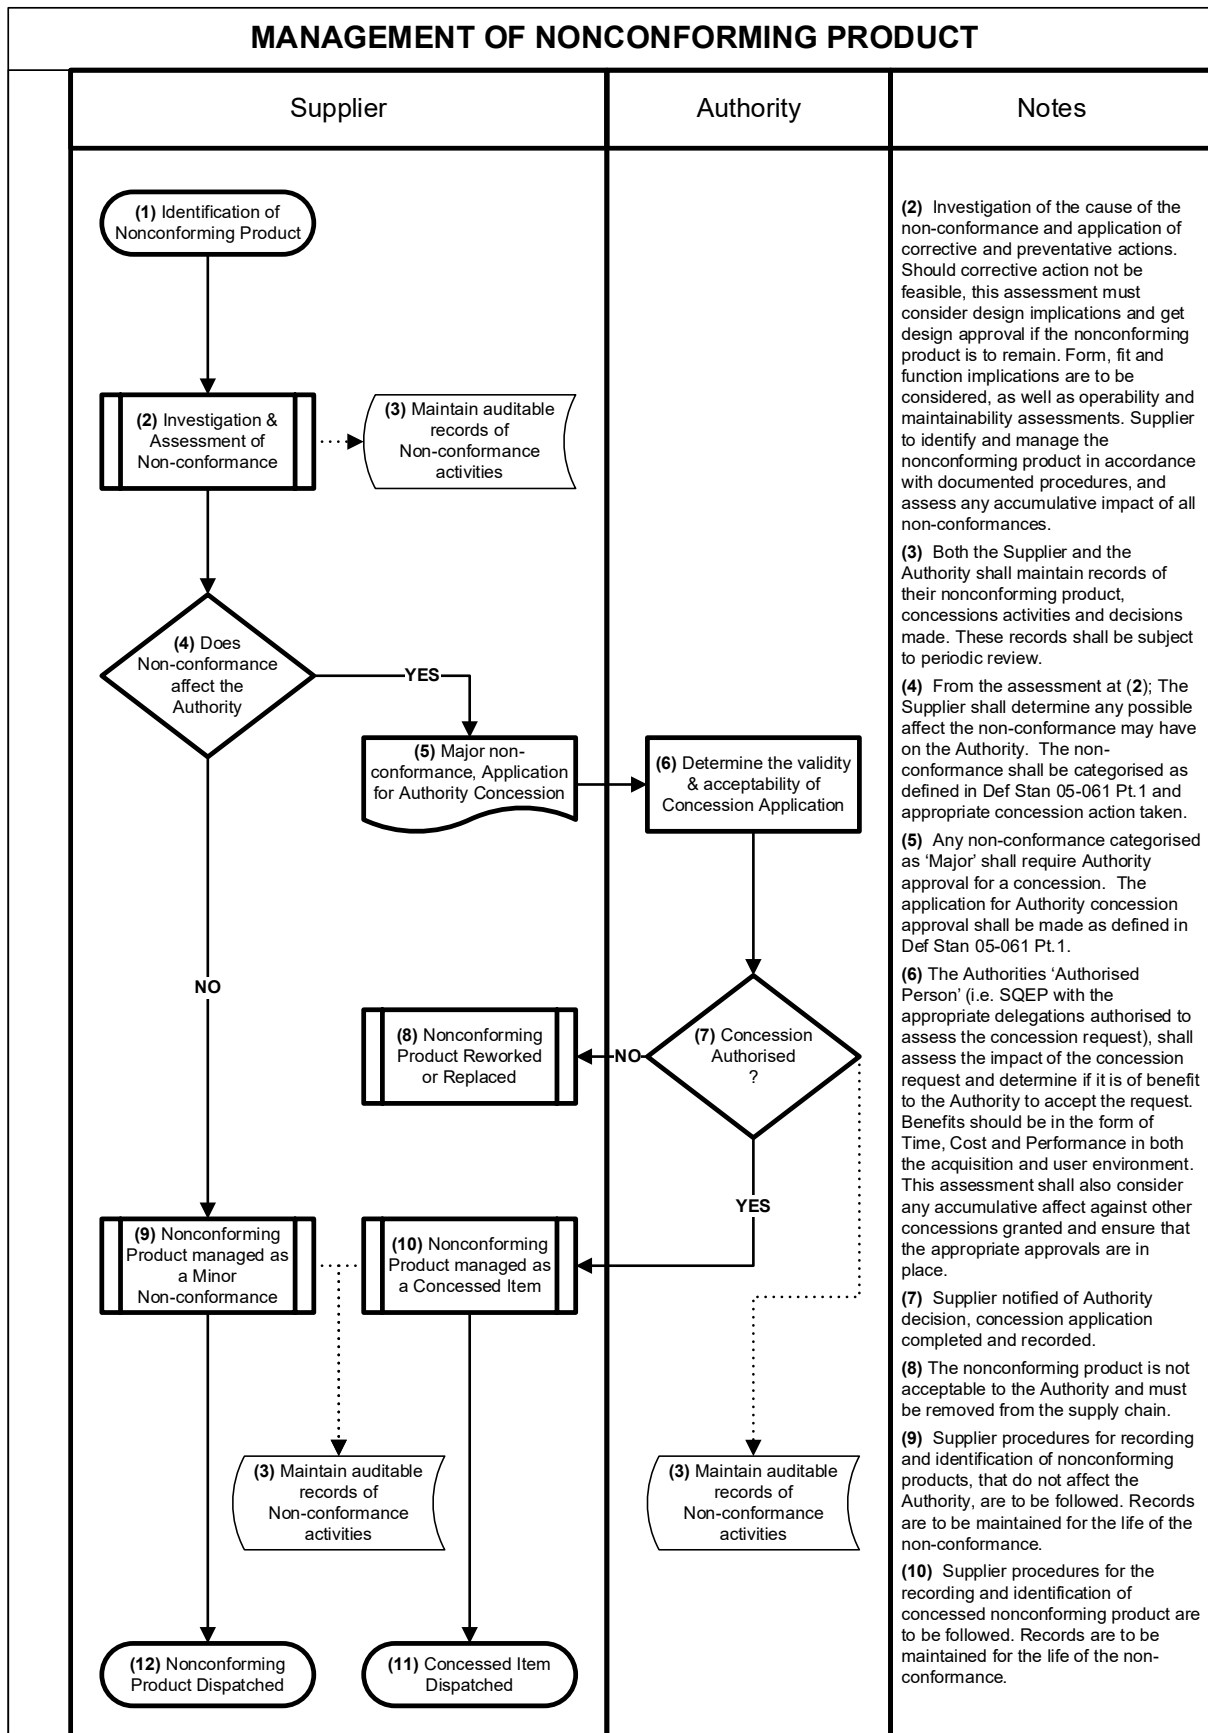 MANAGEMENT OF NONCONFORMING PRODUCT
Supplier
Authority
Notes
(1) Identification of
Nonconforming Product
(2) Investigation &
Assessment of
Non-conformance
(3) Maintain auditable
records of
Non-conformance
activities
(4) Does
Non-conformance
affect the
Authority
YES
(5) Major non-
conformance, Application
for Authority Concession
(6) Determine the validity
& acceptability of
Concession Application
NO
(8) Nonconforming
Product Reworked
or Replaced
NO
(7) Concession
Authorised
?
YES
(9) Nonconforming
Product managed as
a Minor
Non-conformance
(10) Nonconforming
Product managed as
a Concessed Item
(3) Maintain auditable
records of
Non-conformance
activities
(3) Maintain auditable
records of
Non-conformance
activities
(12) Nonconforming
Product Dispatched
(11) Concessed Item
Dispatched
(2) Investigation of the cause of the
non-conformance and application of
corrective and preventative actions.
Should corrective action not be
feasible, this assessment must
consider design implications and get
design approval if the nonconforming
product is to remain. Form, fit and
function implications are to be
considered, as well as operability and
maintainability assessments. Supplier
to identify and manage the
nonconforming product in accordance
with documented procedures, and
assess any accumulative impact of all
non-conformances.
(3) Both the Supplier and the
Authority shall maintain records of
their nonconforming product,
concessions activities and decisions
made. These records shall be subject
to periodic review.
(4) From the assessment at (2); The
Supplier shall determine any possible
affect the non-conformance may have
on the Authority. The non-
conformance shall be categorised as
defined in Def Stan 05-061 Pt.1 and
appropriate concession action taken.
(5) Any non-conformance categorised
as ‘Major’ shall require Authority
approval for a concession. The
application for Authority concession
approval shall be made as defined in
Def Stan 05-061 Pt.1.
(6) The Authorities ‘Authorised
Person’ (i.e. SQEP with the
appropriate delegations authorised to
assess the concession request), shall
assess the impact of the concession
request and determine if it is of benefit
to the Authority to accept the request.
Benefits should be in the form of
Time, Cost and Performance in both
the acquisition and user environment.
This assessment shall also consider
any accumulative affect against other
concessions granted and ensure that
the appropriate approvals are in
place.
(7) Supplier notified of Authority
decision, concession application
completed and recorded.
(8) The nonconforming product is not
acceptable to the Authority and must
be removed from the supply chain.
(9) Supplier procedures for recording
and identification of nonconforming
products, that do not affect the
Authority, are to be followed. Records
are to be maintained for the life of the
non-conformance.
(10) Supplier procedures for the
recording and identification of
concessed nonconforming product are
to be followed. Records are to be
maintained for the life of the non-
conformance.